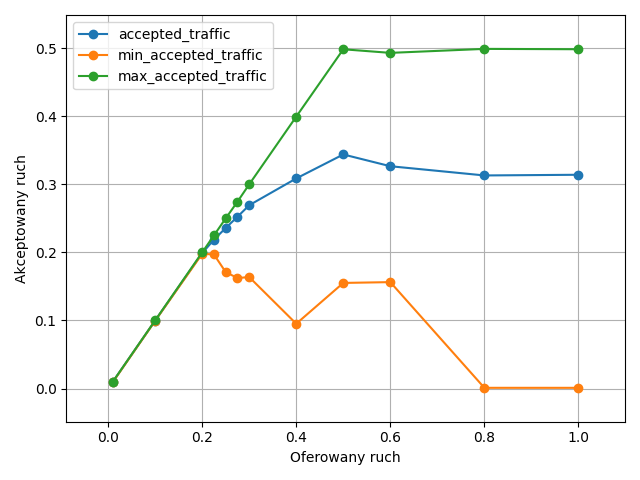 accepted_traffic
min_accepted_traffic
max_accepted_traffic
0.5
0.4
0.3
0.2
0.1
0.0
Akceptowany ruch
0.0 0.2 0.4 0.6 0.8 1.0
Oferowany ruch